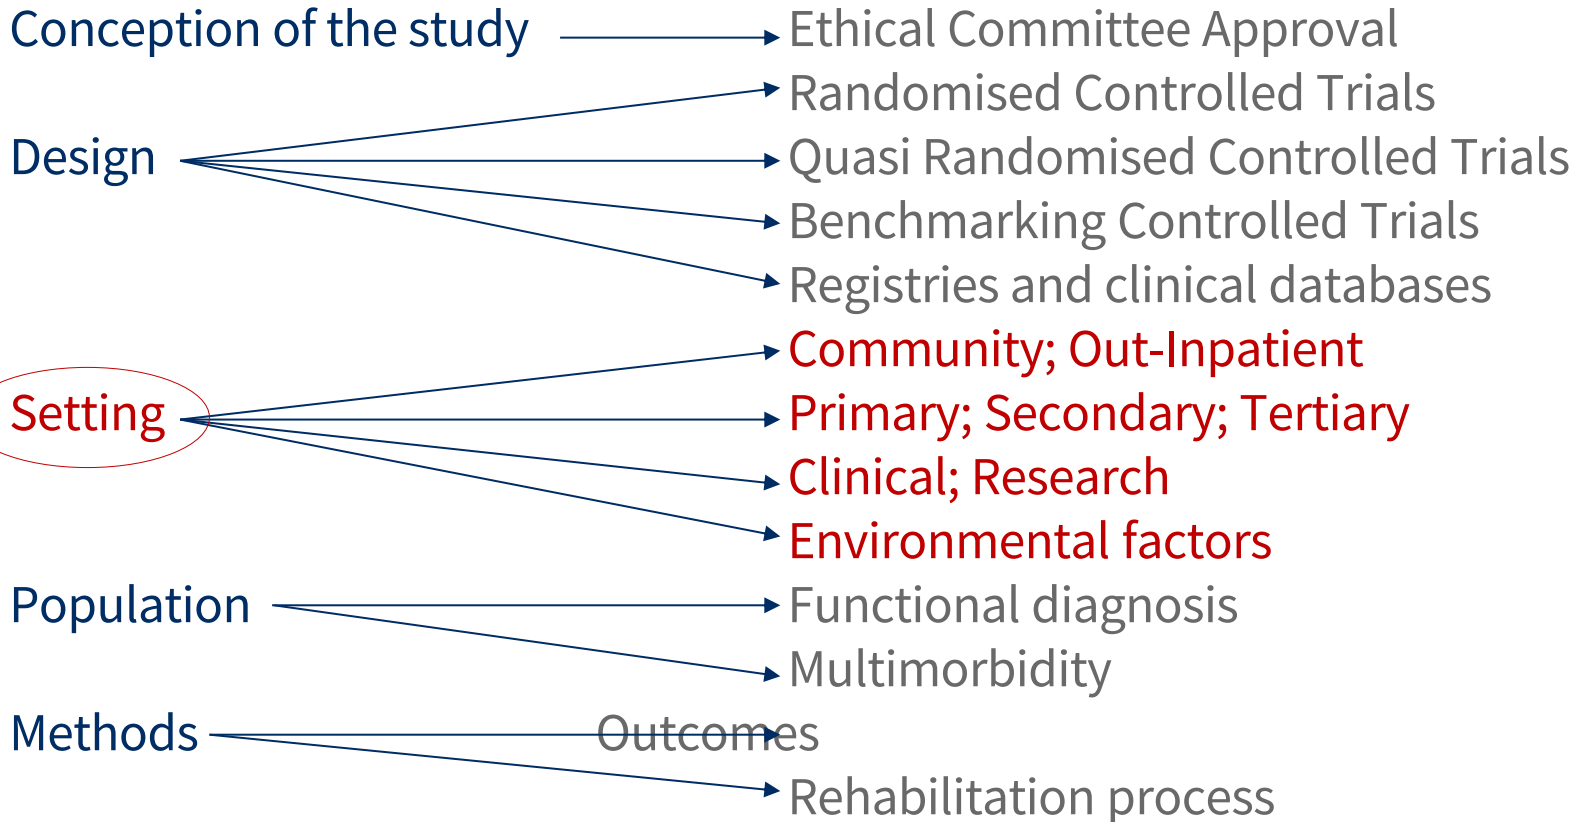 Conception of the study Ethical Committee Approval
Randomised Controlled Trials
Design Quasi Randomised Controlled Trials
Benchmarking Controlled Trials
Registries and clinical databases
Community; Out-Inpatient
Setting Primary; Secondary; Tertiary
Clinical; Research
Environmental factors
Population Functional diagnosis
Multimorbidity
Methods Outcomes
Rehabilitation process